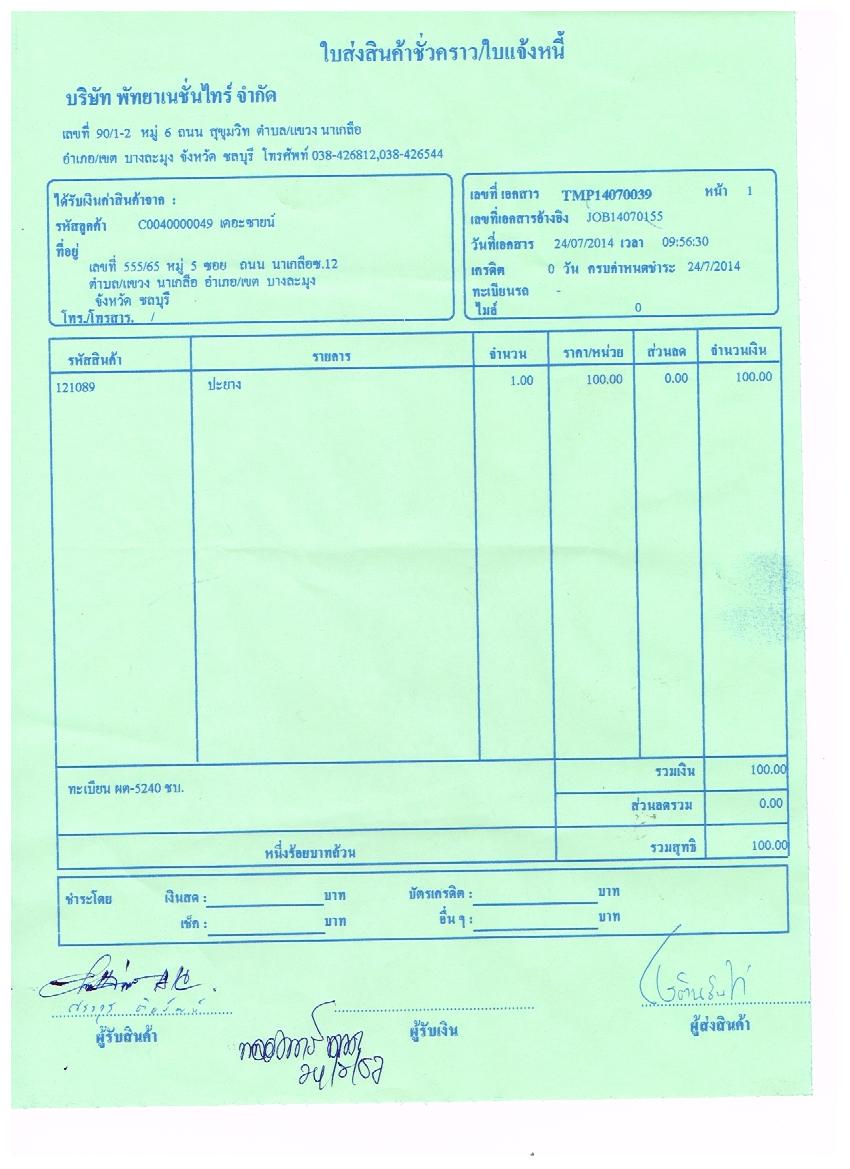 ใบส่งสินค้าชั่วคราว/ใบแจ้งหนี้
บริษัท พัทยาเนชั่นไทร์ จำกัด
เลขที่ 90/1-2 หมู่ 6 ถนน สุขุมวิท ตำบล/แขวง นาเกลือ
อำเภอ/เขต บางละมุง จังหวัด ชลบุรี โทรศัพท์ 038-426812,038-426544
ได้รับเงินค่าสินค้าจาก :
รหัสลูกค้า C0040000049 เคอะซายน์
ที่อยู่
เลขที่ 555/65 หมู่ 5 ซอย ถนน นาเกลือซ.12
ตำบล/แขวง นาเกลือ อำเภอ/เขต บางละมุง
จังหวัด ชลบุรี
โทร./โทรสาร. /
เลขที่ เอกสาร TMP14070039 หน้า 1
เลขที่เอกสารอ้างอิง JOB14070155
วันที่เอกสาร 24/07/2014 เวลา 09:56:30
เครดิต 0 วัน ครบกำหนดชำระ 24/7/2014
ทะเบียนรถ -
ไมล์ 0
รหัสสินค้า รายการ จำนวน ราคา/หน่วย ส่วนลด จำนวนเงิน
121089 ปะยาง 1.00 100.00 0.00 100.00
รวมเงิน 100.00
ทะเบียน ผต-5240 ชบ.
ส่วนลดรวม 0.00
หนึ่งร้อยบาทถ้วน รวมสุทธิ 100.00
ชำระโดย เงินสด : บาท บัตรเครดิต : บาท
เช็ค : บาท อื่น ๆ : บาท
ผู้รับสินค้า ผู้รับเงิน ผู้ส่งสินค้า